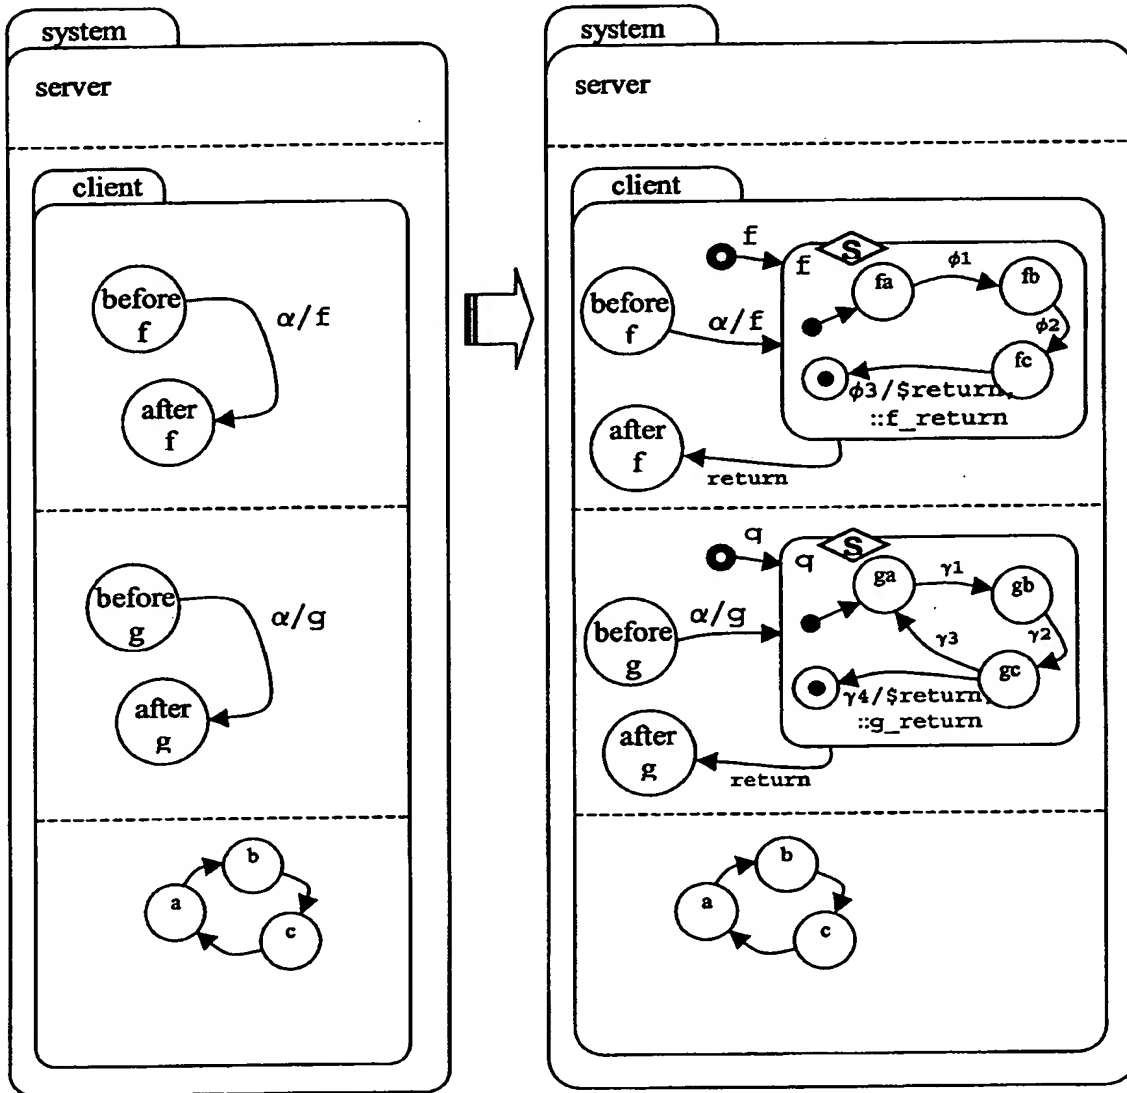 system
server
client
before
f
α/f
after
f
before
g
α/g
after
g
b
a
c
system
server
client
f
S
f
fa
ϕ1
fb
before
f
α/f
ϕ2
fc
ϕ3/$return,
::f_return
after
f
return
q
S
q
ga
γ1
gb
before
g
α/g
γ3
γ2
gc
γ4/$return,
::g_return
after
g
return
b
a
c